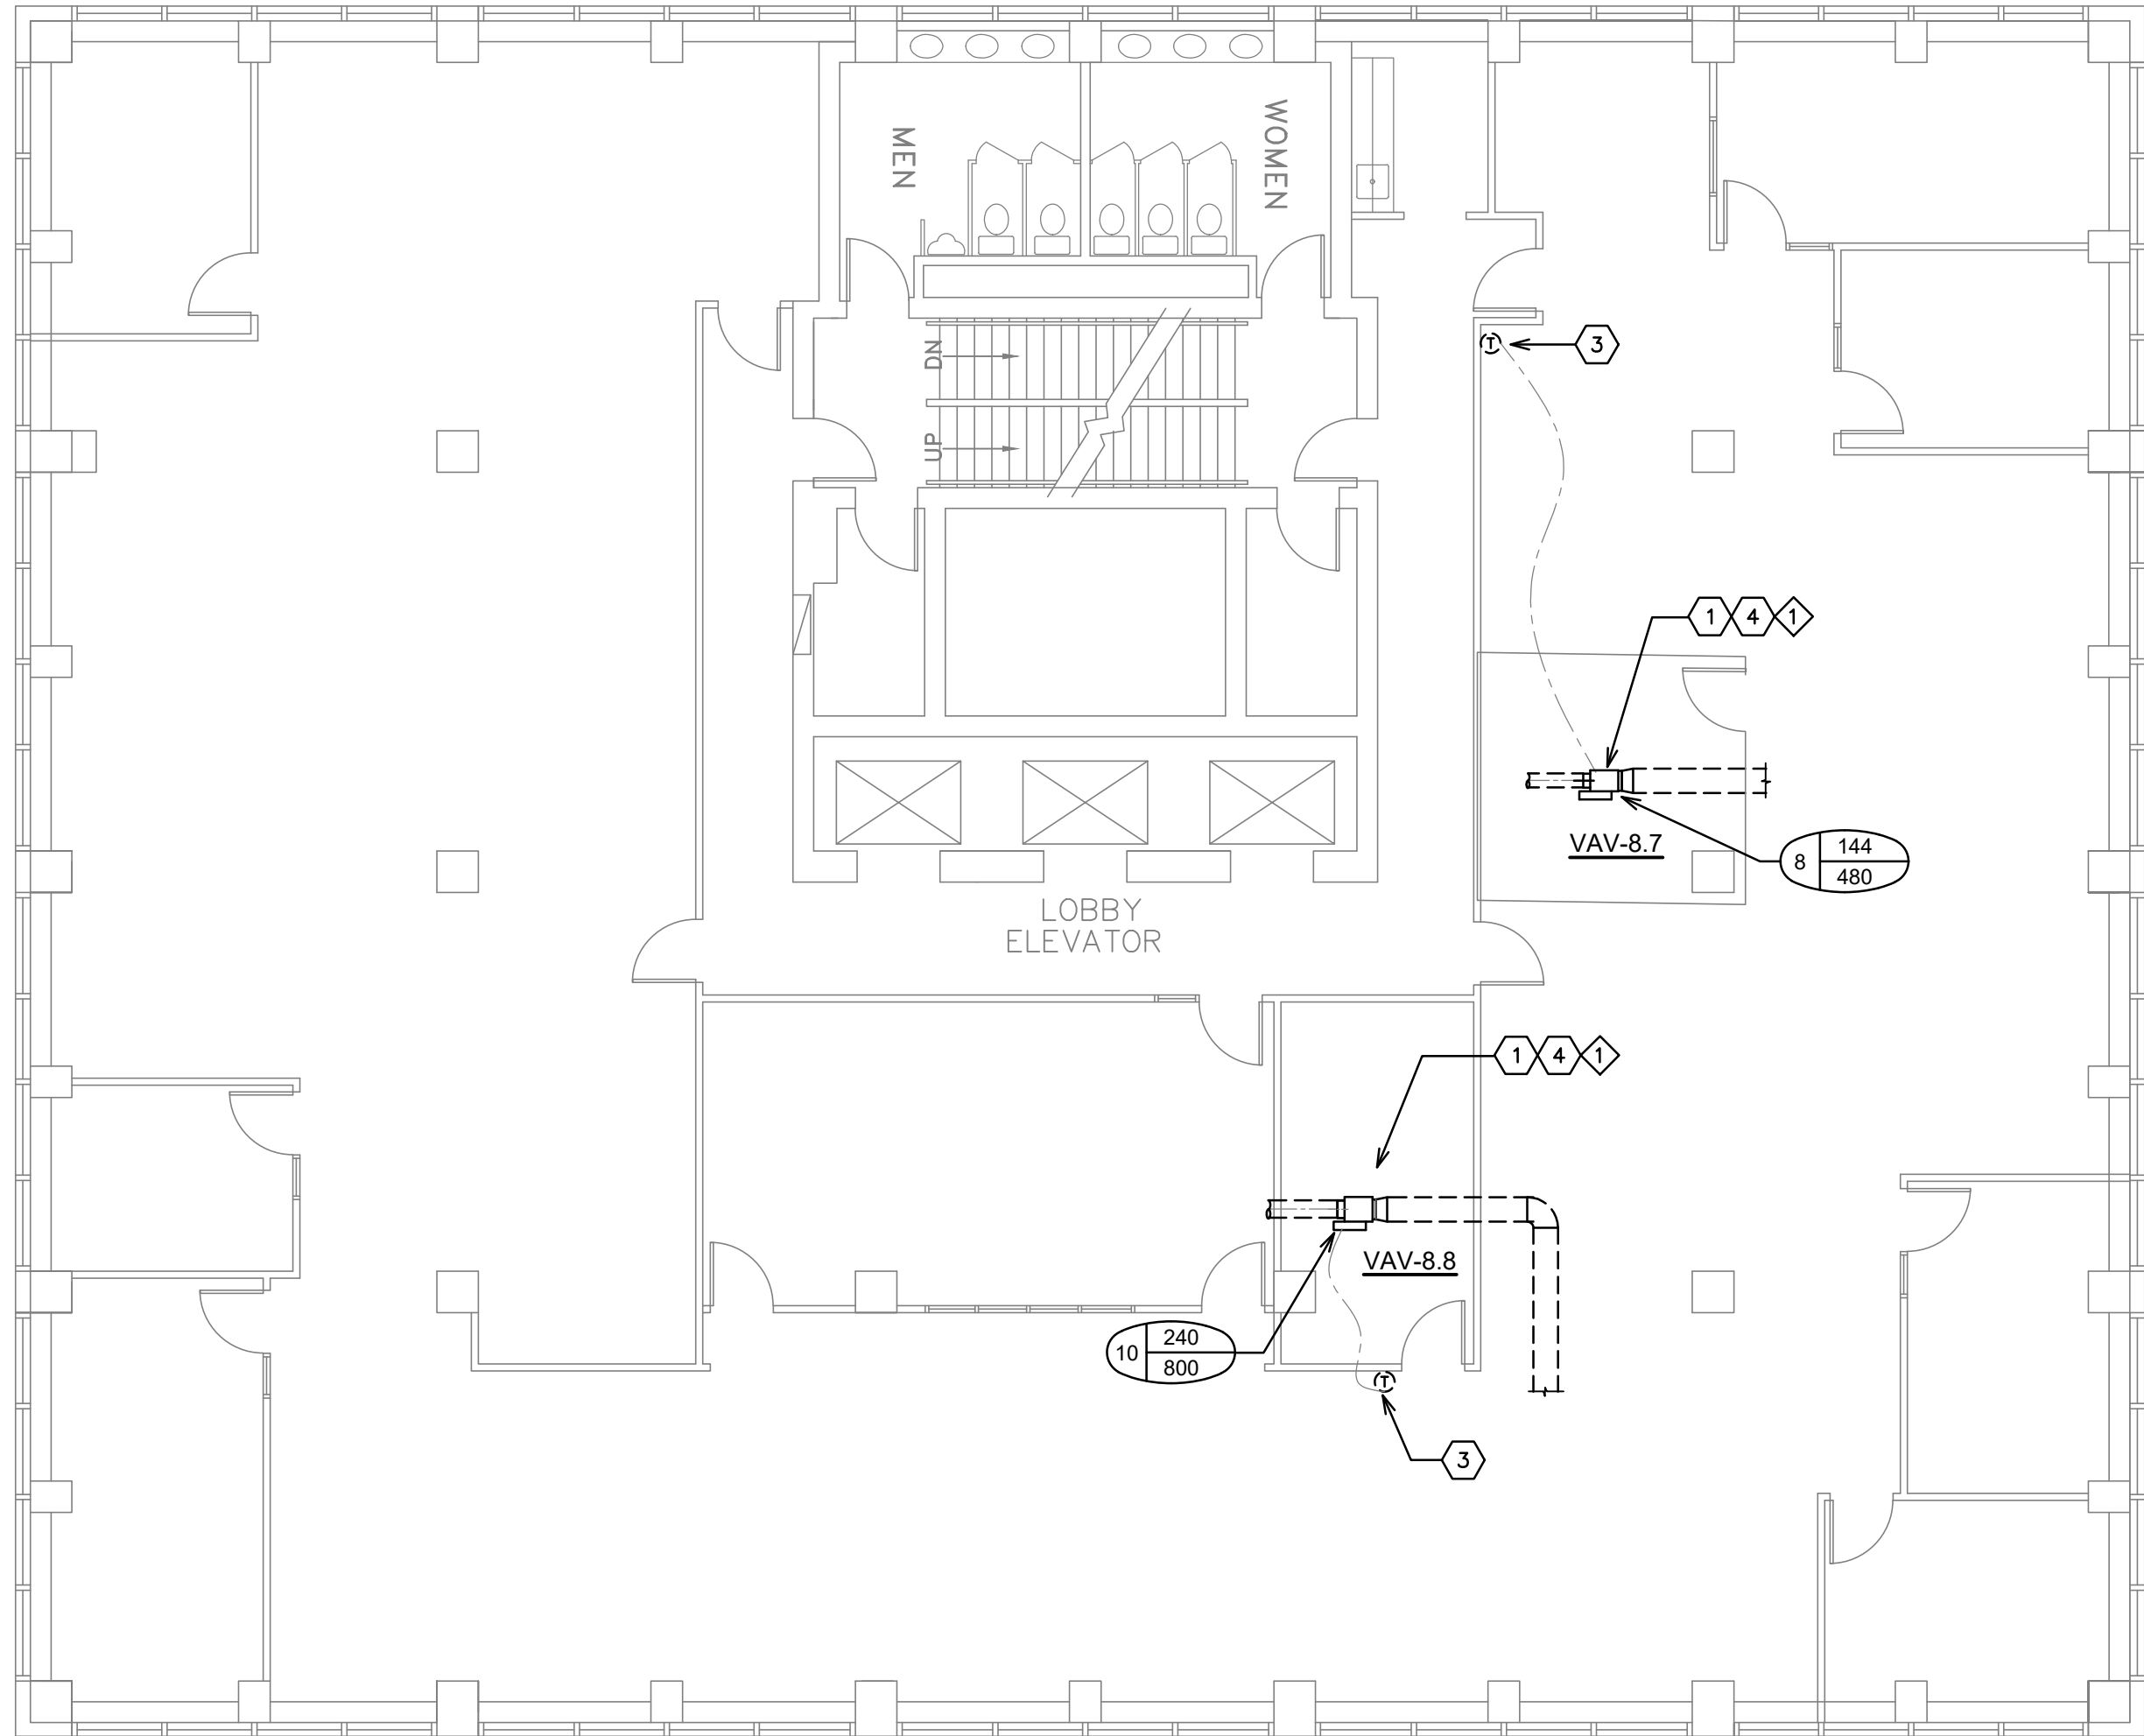 MEN
WOMEN
DN
UP
T
3
1 4 1
VAV-8.7
8 144
480
LOBBY
ELEVATOR
1 4 1
VAV-8.8
10 240
800
T
3